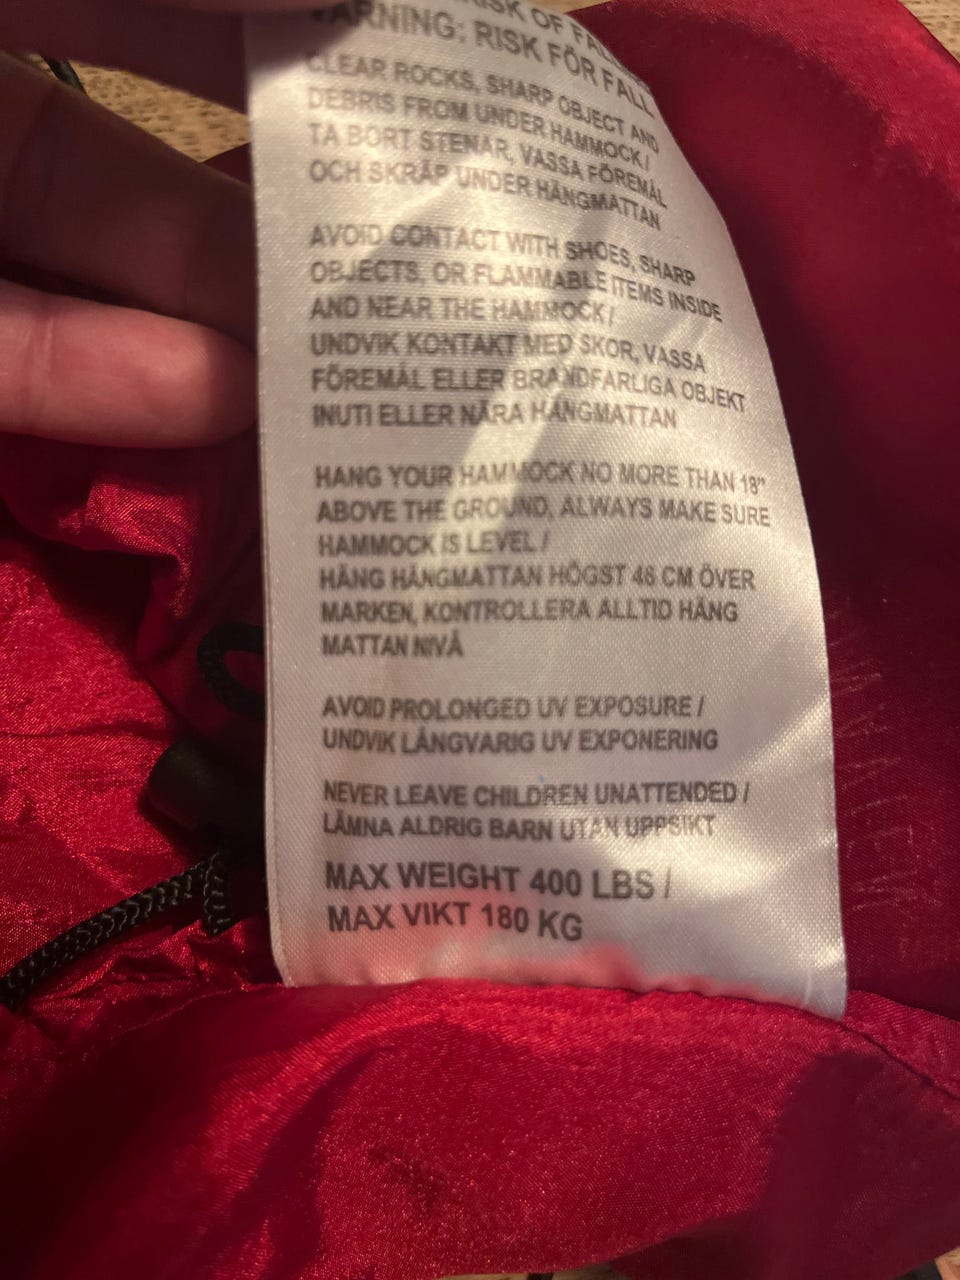 RISK OF FALL
WARNING: RISK FÖR FALL
CLEAR ROCKS, SHARP OBJECT AND
DEBRIS FROM UNDER HAMMOCK /
TA BORT STENAR, VASSA FÖREMÅL
OCH SKRÄP UNDER HÄNGMATTAN
AVOID CONTACT WITH SHOES, SHARP
OBJECTS, OR FLAMMABLE ITEMS INSIDE
AND NEAR THE HAMMOCK /
UNDVIK KONTAKT MED SKOR, VASSA
FÖREMÅL ELLER BRANDFARLIGA OBJEKT
INUTI ELLER NÄRA HÄNGMATTAN
HANG YOUR HAMMOCK NO MORE THAN 18"
ABOVE THE GROUND, ALWAYS MAKE SURE
HAMMOCK IS LEVEL /
HÄNG HÄNGMATTAN HÖGST 46 CM ÖVER
MARKEN, KONTROLLERA ALLTID HÄNG
MATTAN NIVÅ
AVOID PROLONGED UV EXPOSURE /
UNDVIK LÅNGVARIG UV EXPONERING
NEVER LEAVE CHILDREN UNATTENDED /
LÄMNA ALDRIG BARN UTAN UPPSIKT
MAX WEIGHT 400 LBS /
MAX VIKT 180 KG